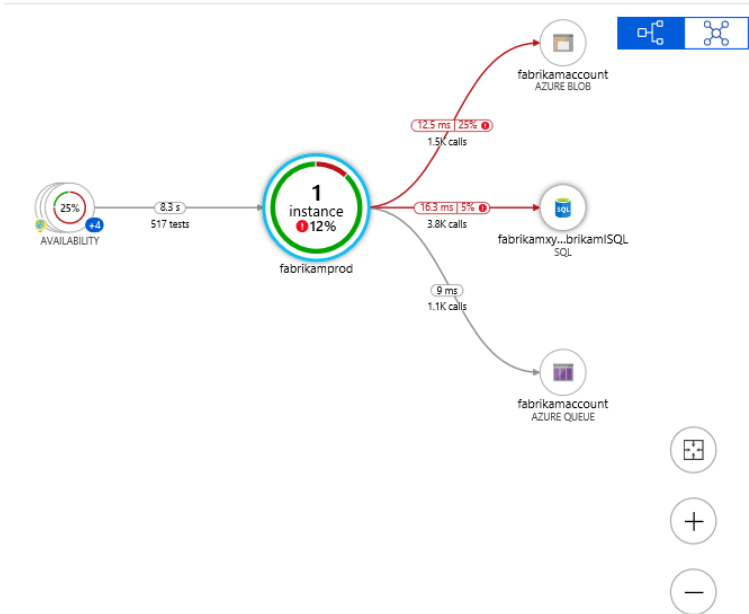 fabrikamaccount
AZURE BLOB
12.5 ms | 25%
1.5K calls
25%
+4
AVAILABILITY
8.3 s
517 tests
1
instance
12%
fabrikamprod
16.3 ms | 5%
3.8K calls
SQL
fabrikamxy...brikamISQL
SQL
9 ms
1.1K calls
fabrikamaccount
AZURE QUEUE